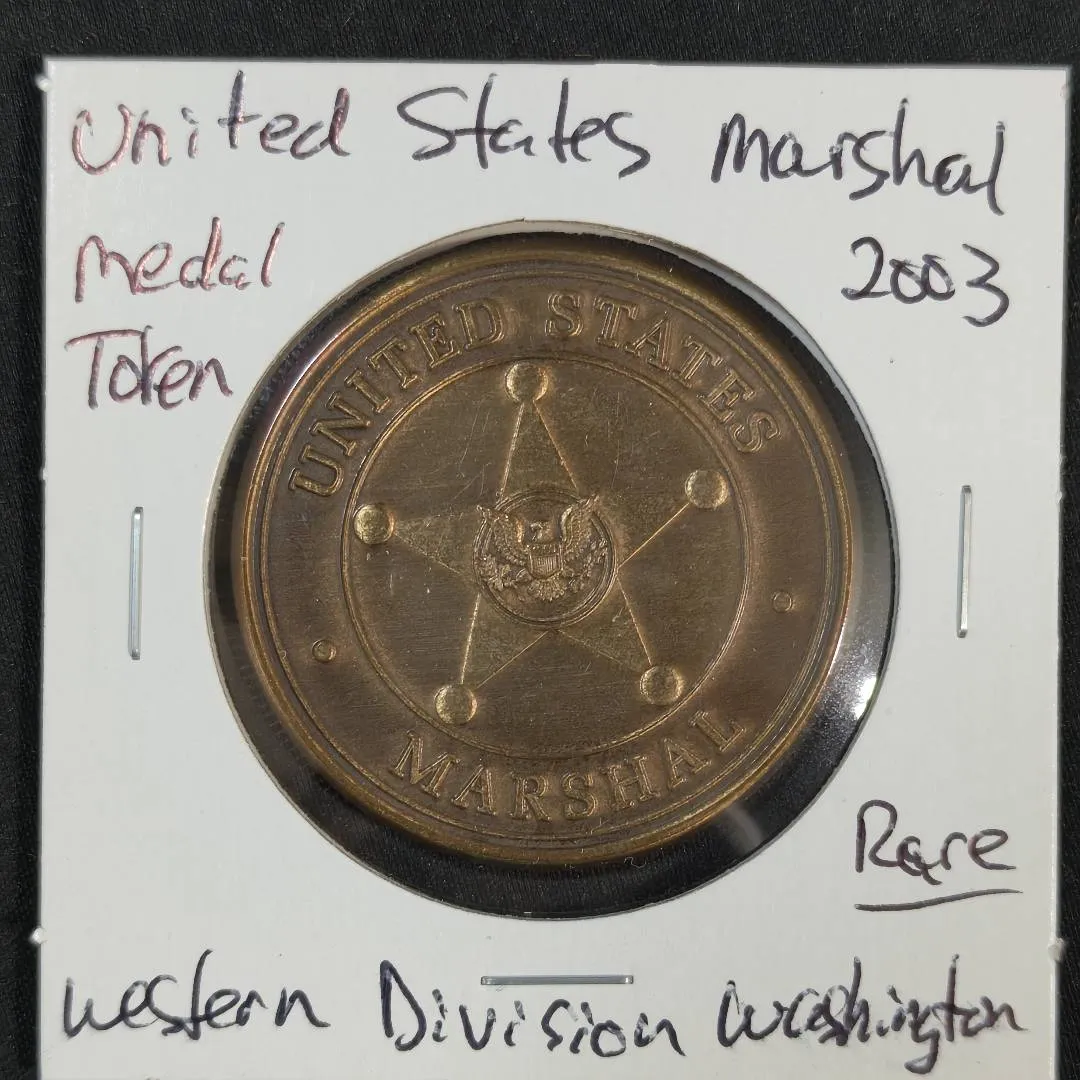 United States Marshal
Medal 2003
Token
UNITED STATES
MARSHAL
Rare
Western Division Washington